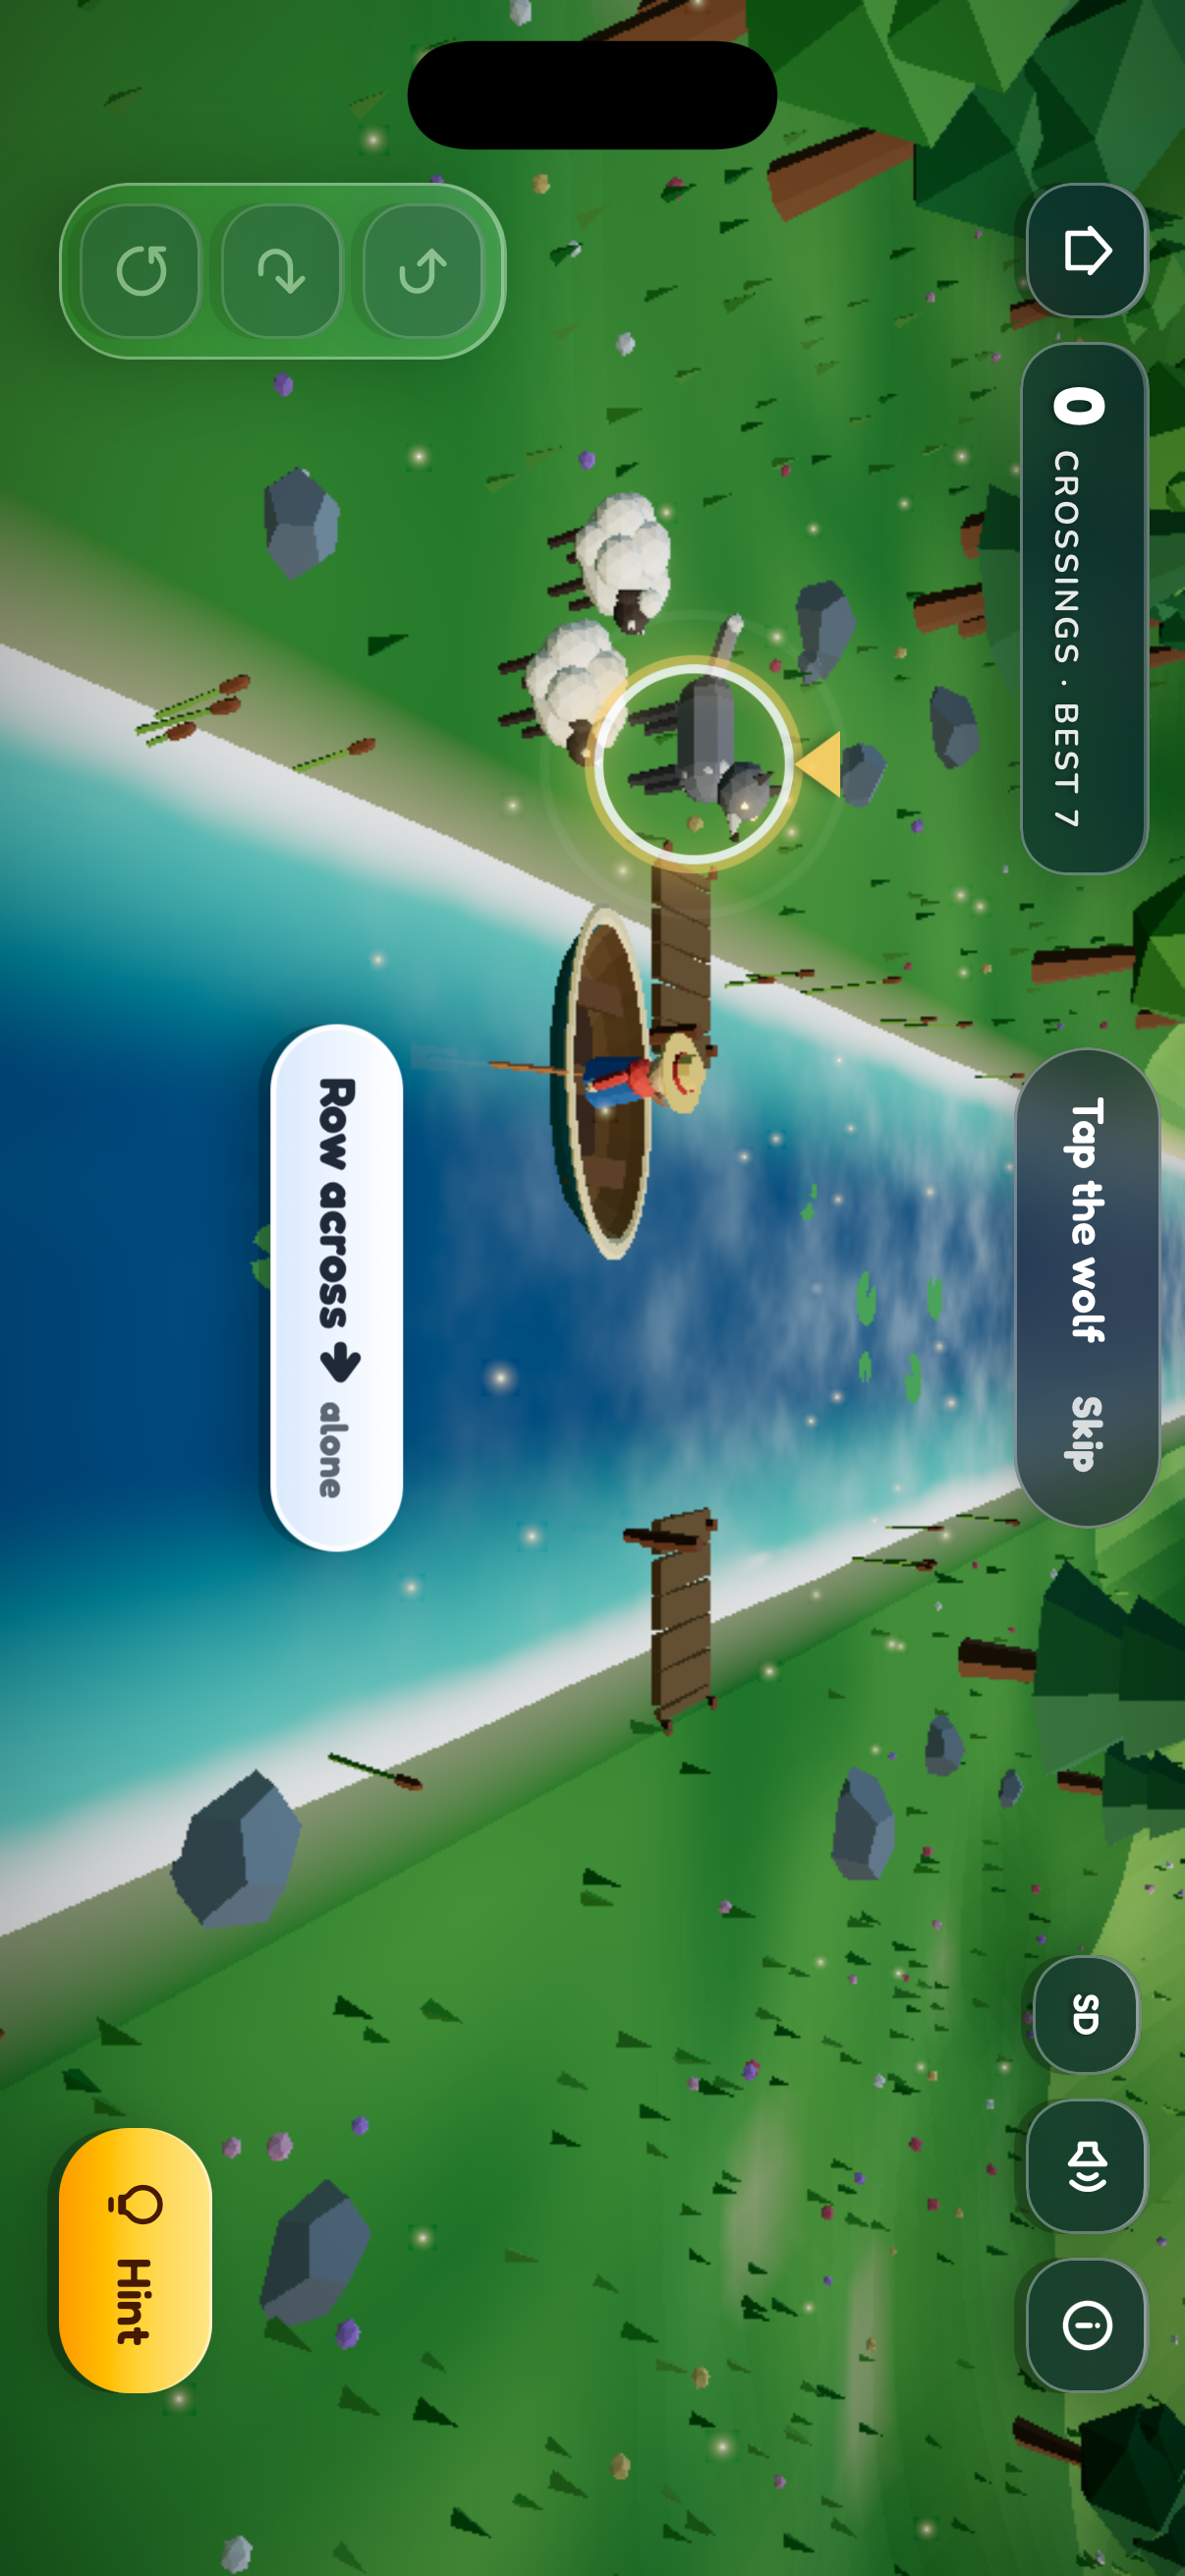 0 CROSSINGS · BEST 7
Tap the wolf Skip
SD
Row across → alone
Hint